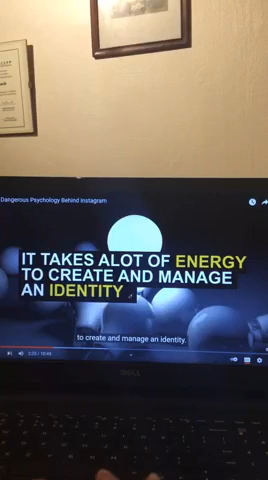 Dangerous Psychology Behind Instagram
IT TAKES ALOT OF ENERGY
TO CREATE AND MANAGE
AN IDENTITY
to create and manage an identity.
DELL